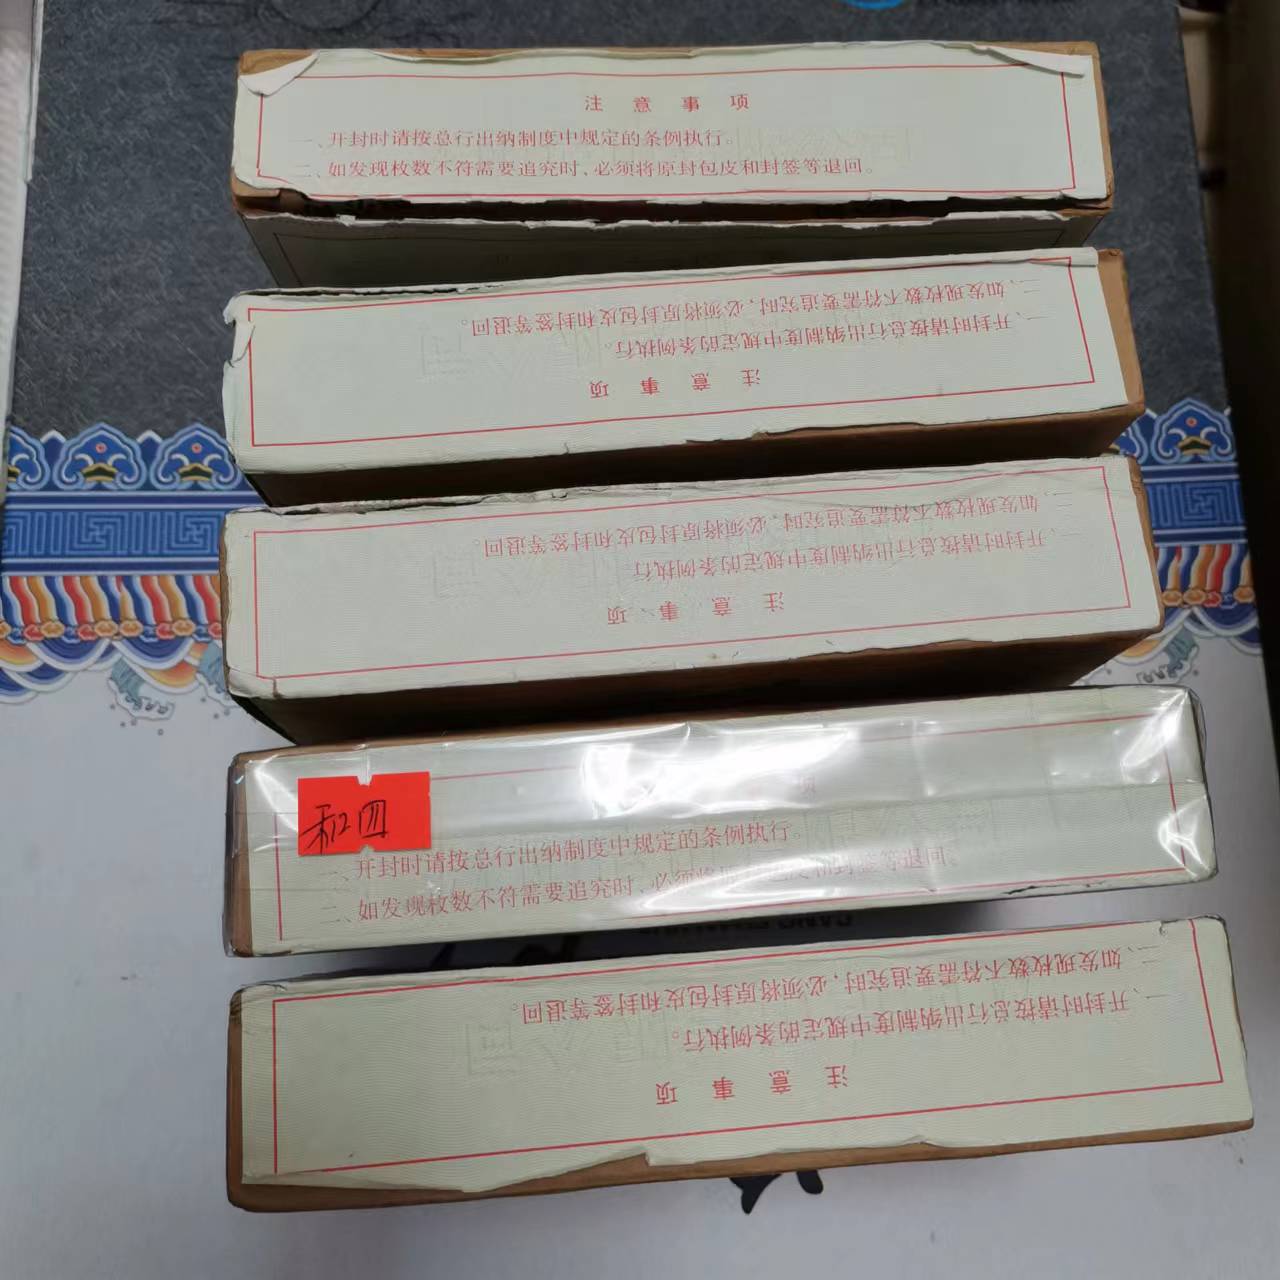 注意事项
一、开封时请按总行出纳制度中规定的条例执行。
二、如发现枚数不符需要追究时、必须将原封包皮和封签等退回。
注意事项
一、开封时请按总行出纳制度中规定的条例执行。
二、如发现枚数不符需要追究时，必须将原封包皮和封签等退回。
注意事项
一、开封时请按总行出纳制度中规定的条例执行
二、如发现枚数不符需要追究时，必须将原封包皮和封签等退回。
项
和四
一、开封时请按总行出纳制度中规定的条例执行。
二、如发现枚数不符需要追究时、必须将原封包皮和封签等退回。
注意事项
一、开封时请按总行出纳制度中规定的条例执行。
二、如发现枚数不符需要追究时，必须将原封包皮和封签等退回。